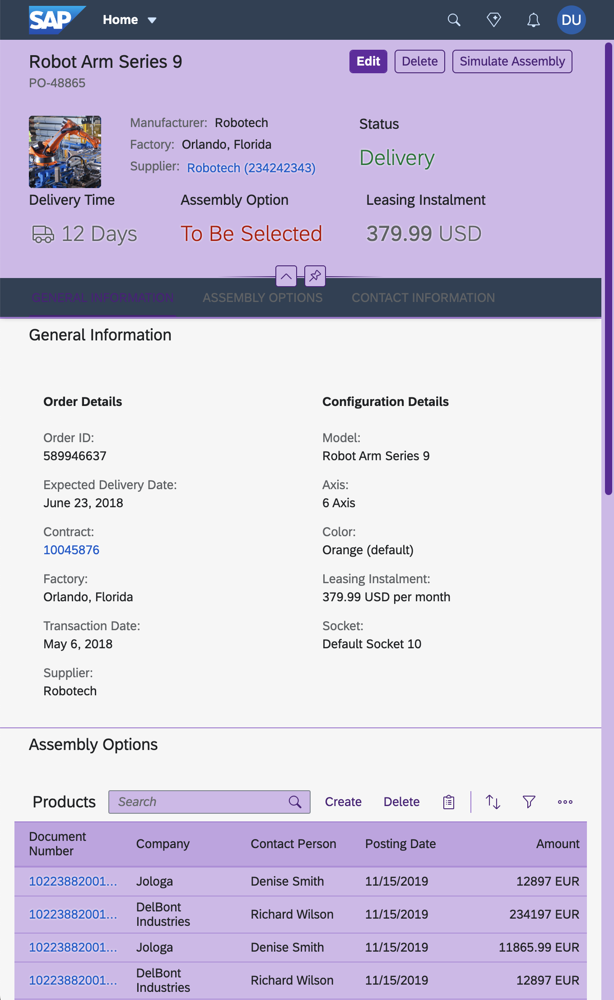 SAP Home DU
Robot Arm Series 9 Edit Delete Simulate Assembly
PO-48865
Manufacturer: Robotech
Factory: Orlando, Florida
Supplier: Robotech (234242343)
Status
Delivery
Delivery Time Assembly Option Leasing Instalment
12 Days To Be Selected 379.99 USD
GENERAL INFORMATION ASSEMBLY OPTIONS CONTACT INFORMATION
General Information
Order Details
Order ID:
589946637
Expected Delivery Date:
June 23, 2018
Contract:
10045876
Factory:
Orlando, Florida
Transaction Date:
May 6, 2018
Supplier:
Robotech
Configuration Details
Model:
Robot Arm Series 9
Axis:
6 Axis
Color:
Orange (default)
Leasing Instalment:
379.99 USD per month
Socket:
Default Socket 10
Assembly Options
Products Search Create Delete
Document Number Company Contact Person Posting Date Amount
10223882001... Jologa Denise Smith 11/15/2019 12897 EUR
10223882001... DelBont Industries Richard Wilson 11/15/2019 234197 EUR
10223882001... Jologa Denise Smith 11/15/2019 11865.99 EUR
10223882001... DelBont Industries Richard Wilson 11/15/2019 12897 EUR